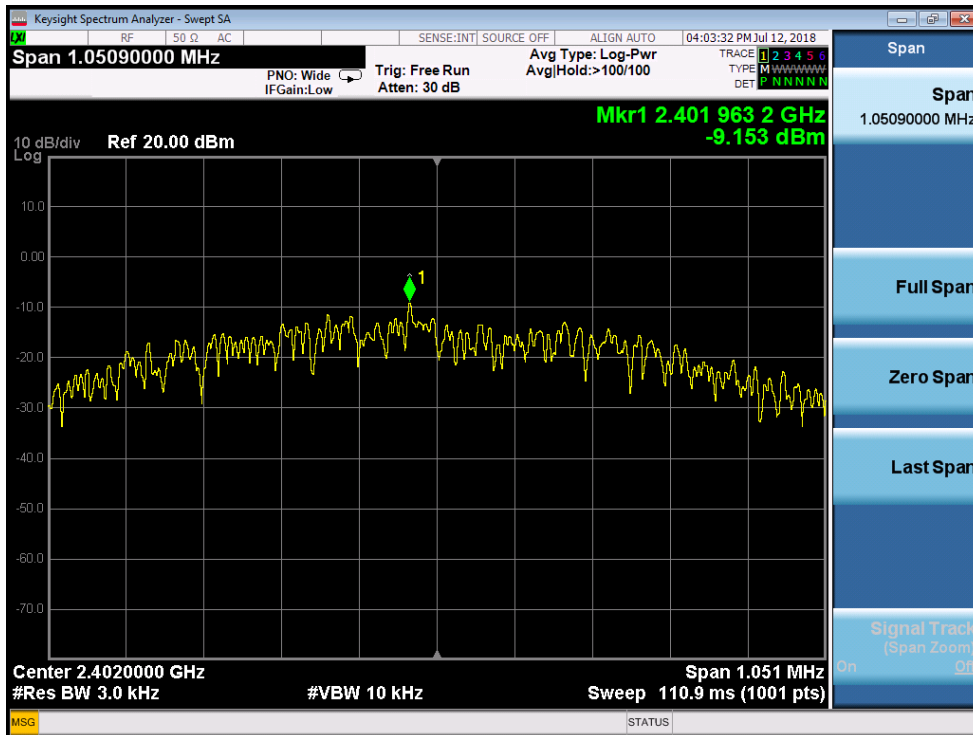 Keysight Spectrum Analyzer - Swept SA
LXI RF 50 Ω AC SENSE:INT SOURCE OFF ALIGN AUTO 04:03:32 PM Jul 12, 2018
Span 1.05090000 MHz
PNO: Wide
IFGain:Low
Trig: Free Run
Atten: 30 dB
Avg Type: Log-Pwr
Avg|Hold:>100/100
TRACE 1 2 3 4 5 6
TYPE M W W W W W
DET P N N N N N
Mkr1 2.401 963 2 GHz
-9.153 dBm
10 dB/div Ref 20.00 dBm
Log
10.0
0.00
-10.0
-20.0
-30.0
-40.0
-50.0
-60.0
-70.0
1
Center 2.4020000 GHz Span 1.051 MHz
#Res BW 3.0 kHz #VBW 10 kHz Sweep 110.9 ms (1001 pts)
MSG STATUS
Span
Span
1.05090000 MHz
Full Span
Zero Span
Last Span
Signal Track
(Span Zoom)
On Off